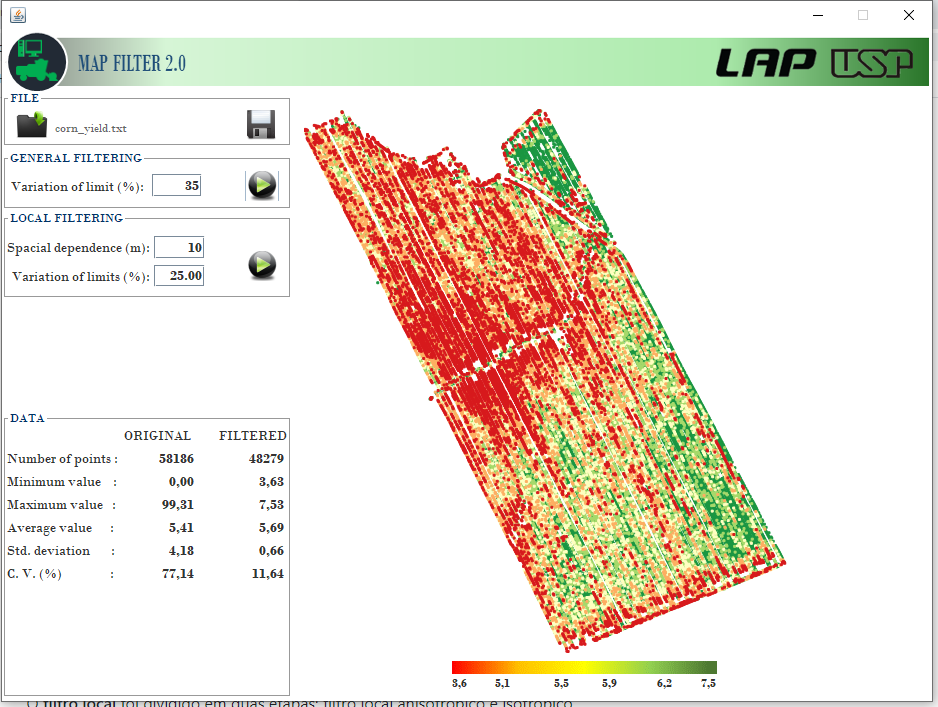 MAP FILTER 2.0
LAP USP
FILE
corn_yield.txt
GENERAL FILTERING
Variation of limit (%): 35
LOCAL FILTERING
Spacial dependence (m): 10
Variation of limits (%): 25.00
DATA
ORIGINAL FILTERED
Number of points : 58186 48279
Minimum value : 0,00 3,63
Maximum value : 99,31 7,53
Average value : 5,41 5,69
Std. deviation : 4,18 0,66
C. V. (%) : 77,14 11,64
3,6 5,1 5,5 5,9 6,2 7,5
O filtro local foi dividido em duas etapas: filtro local anisotrópico e isotrópico